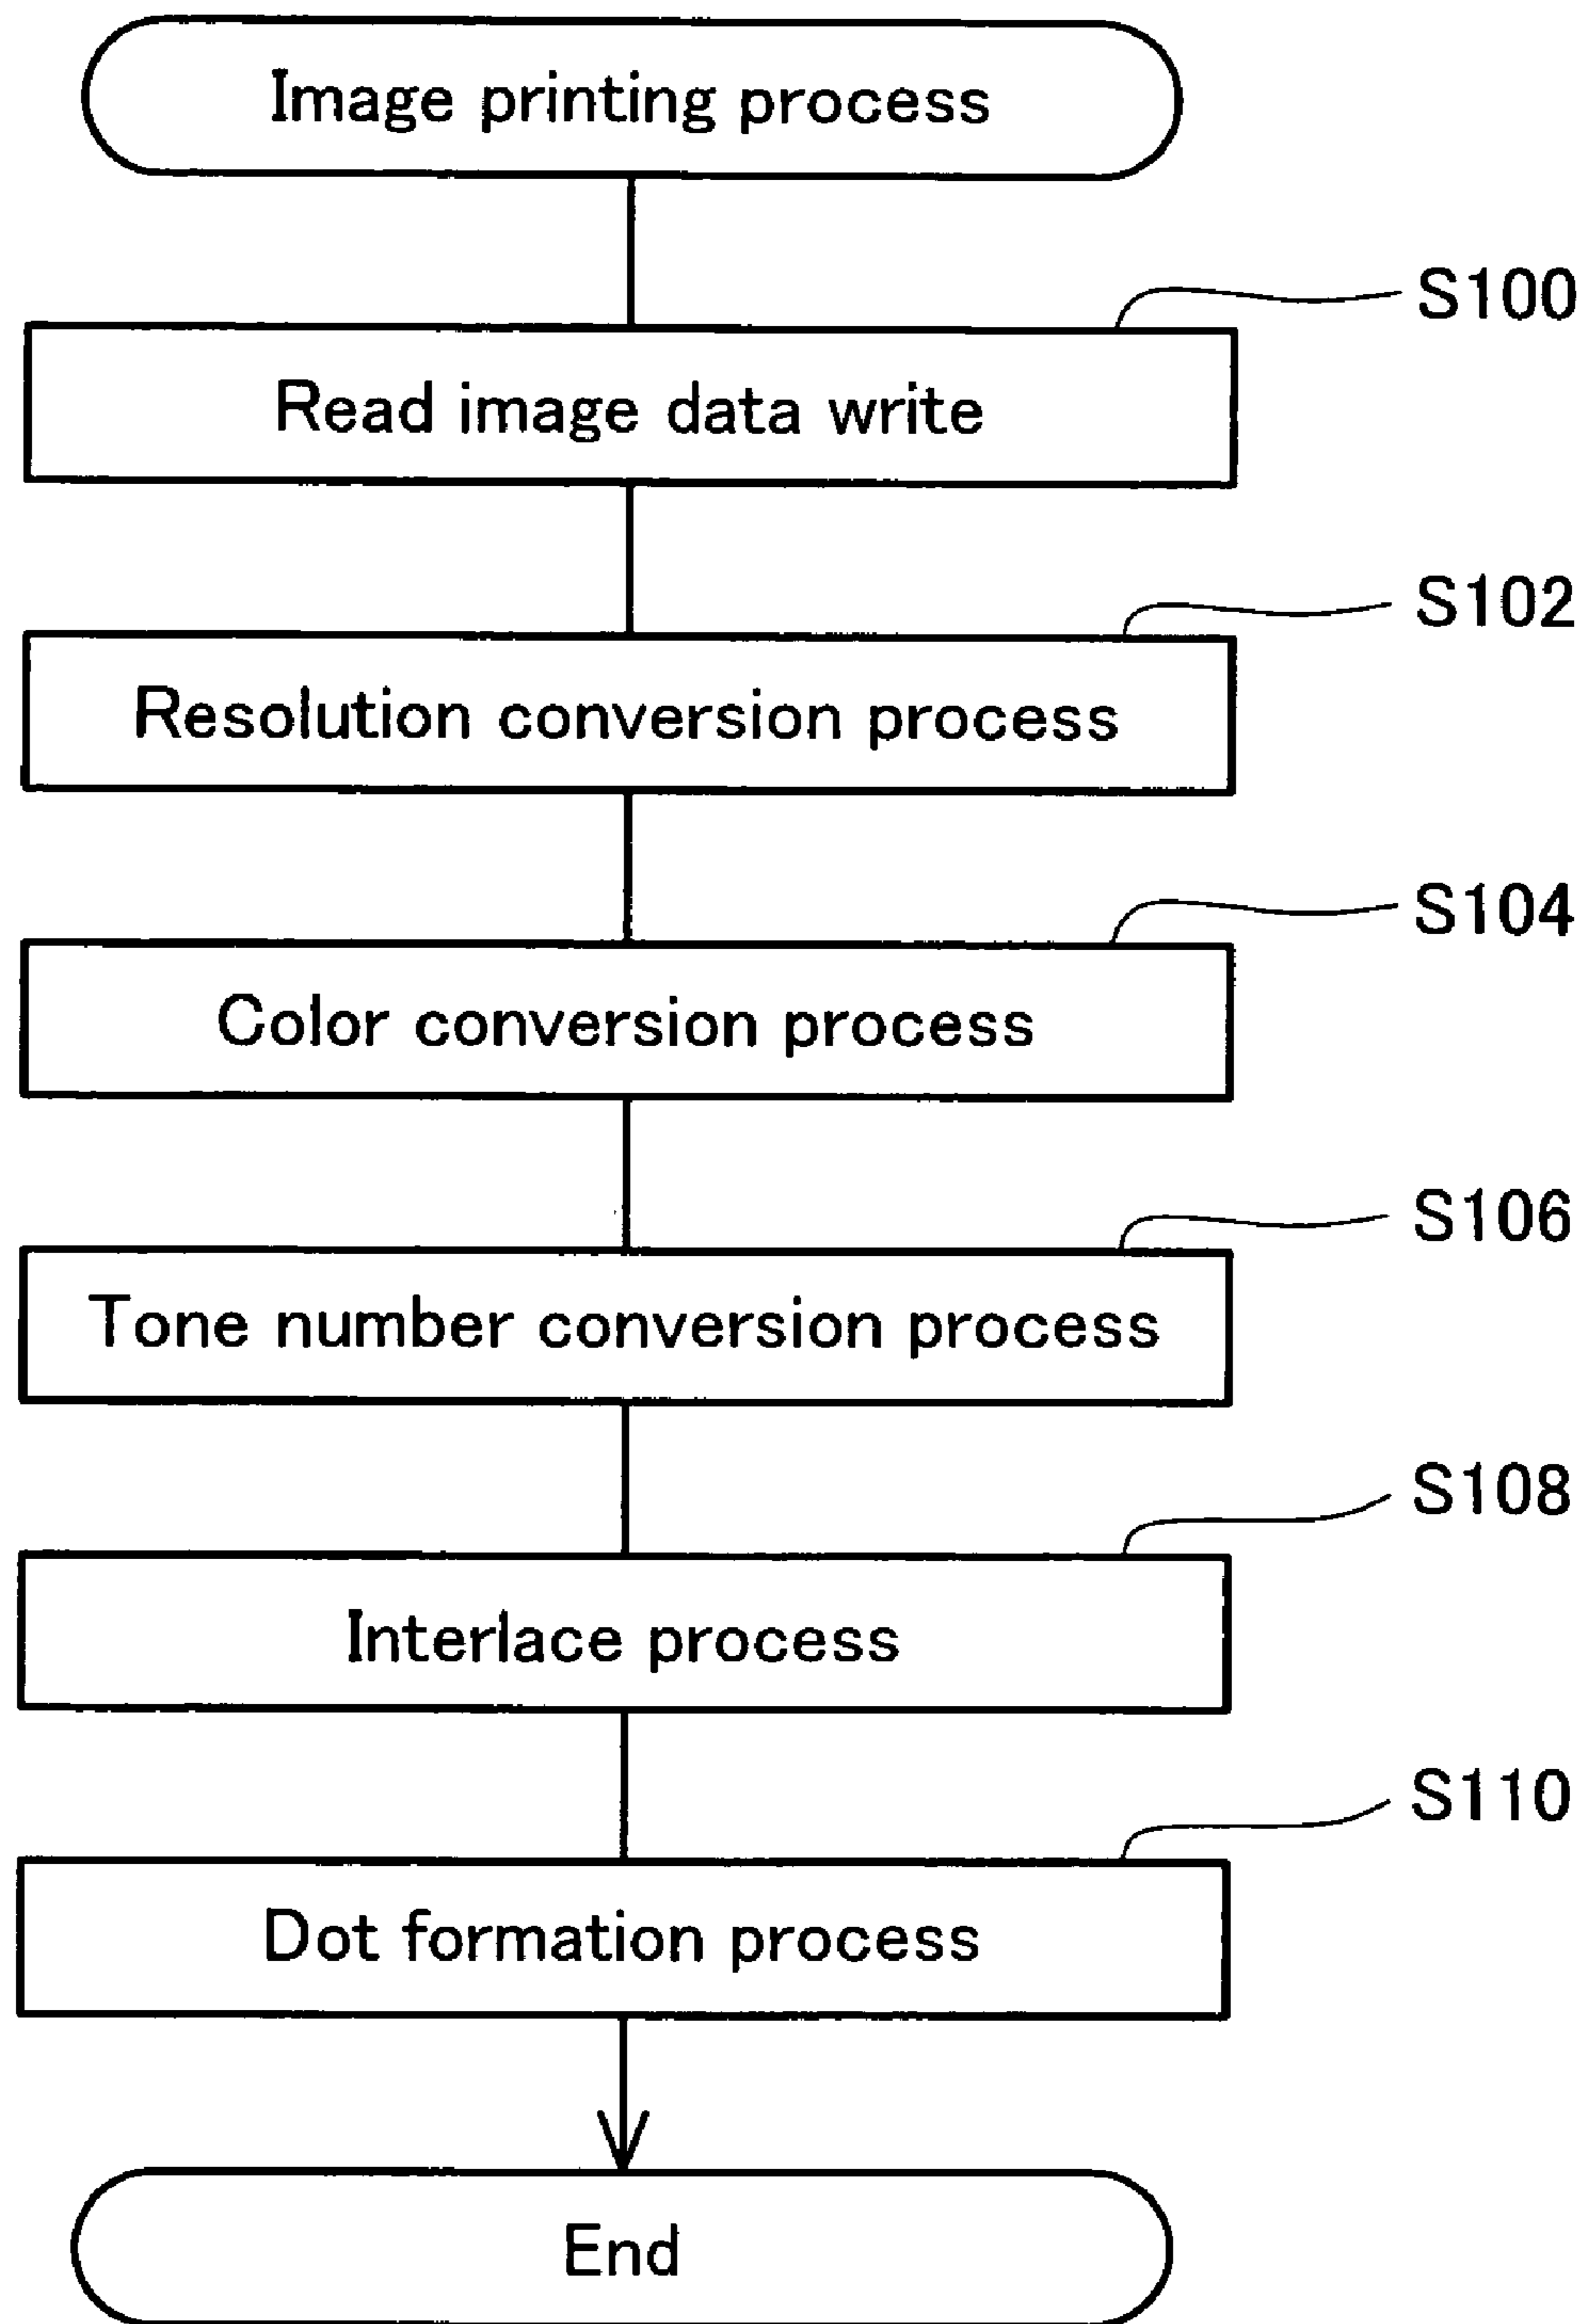 Image printing process
S100
Read image data write
S102
Resolution conversion process
S104
Color conversion process
S106
Tone number conversion process
S108
Interlace process
S110
Dot formation process
End